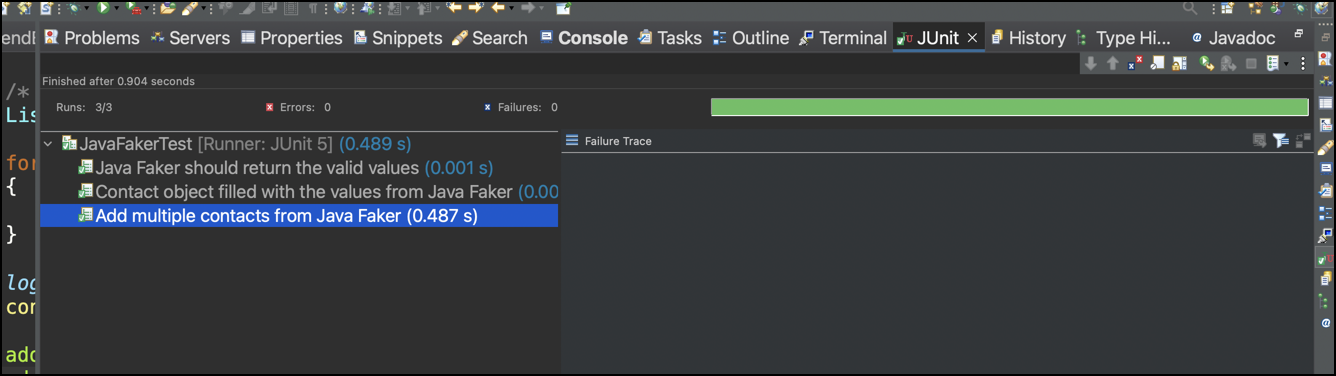 Problems Servers Properties Snippets Search Console Tasks Outline Terminal JUnit History Type Hi... Javadoc
Finished after 0.904 seconds
/*
Runs: 3/3 Errors: 0 Failures: 0
Lis
JavaFakerTest [Runner: JUnit 5] (0.489 s)
Failure Trace
for
Java Faker should return the valid values (0.001 s)
{
Contact object filled with the values from Java Faker (0.00
Add multiple contacts from Java Faker (0.487 s)
}
log
con
add